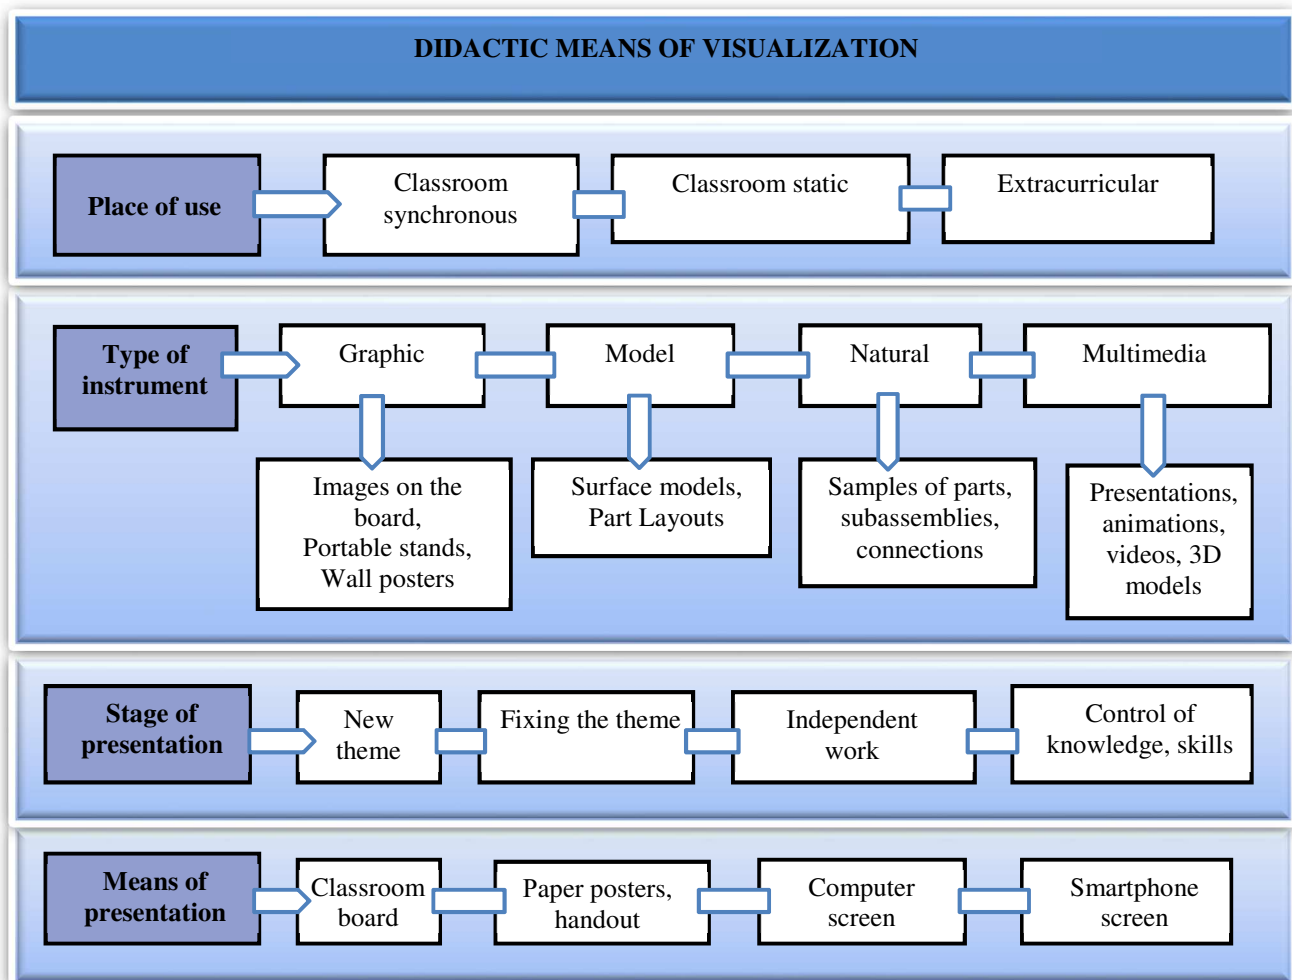 DIDACTIC MEANS OF VISUALIZATION
Place of use
Classroom
synchronous
Classroom static
Extracurricular
Type of
instrument
Graphic
Model
Natural
Multimedia
Images on the
board,
Portable stands,
Wall posters
Surface models,
Part Layouts
Samples of parts,
subassemblies,
connections
Presentations,
animations,
videos, 3D
models
Stage of
presentation
New
theme
Fixing the theme
Independent
work
Control of
knowledge, skills
Means of
presentation
Classroom
board
Paper posters,
handout
Computer
screen
Smartphone
screen